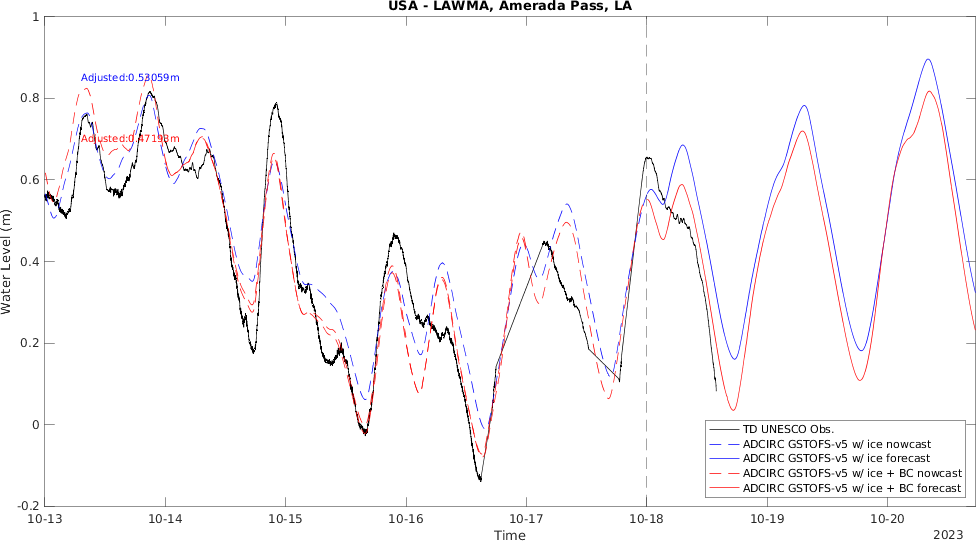 USA - LAWMA, Amerada Pass, LA
Water Level (m)
1
0.8
0.6
0.4
0.2
0
-0.2
Adjusted:0.53059m
Adjusted:0.47193m
TD UNESCO Obs.
ADCIRC GSTOFS-v5 w/ ice nowcast
ADCIRC GSTOFS-v5 w/ ice forecast
ADCIRC GSTOFS-v5 w/ ice + BC nowcast
ADCIRC GSTOFS-v5 w/ ice + BC forecast
10-13 10-14 10-15 10-16 10-17 10-18 10-19 10-20
Time
2023